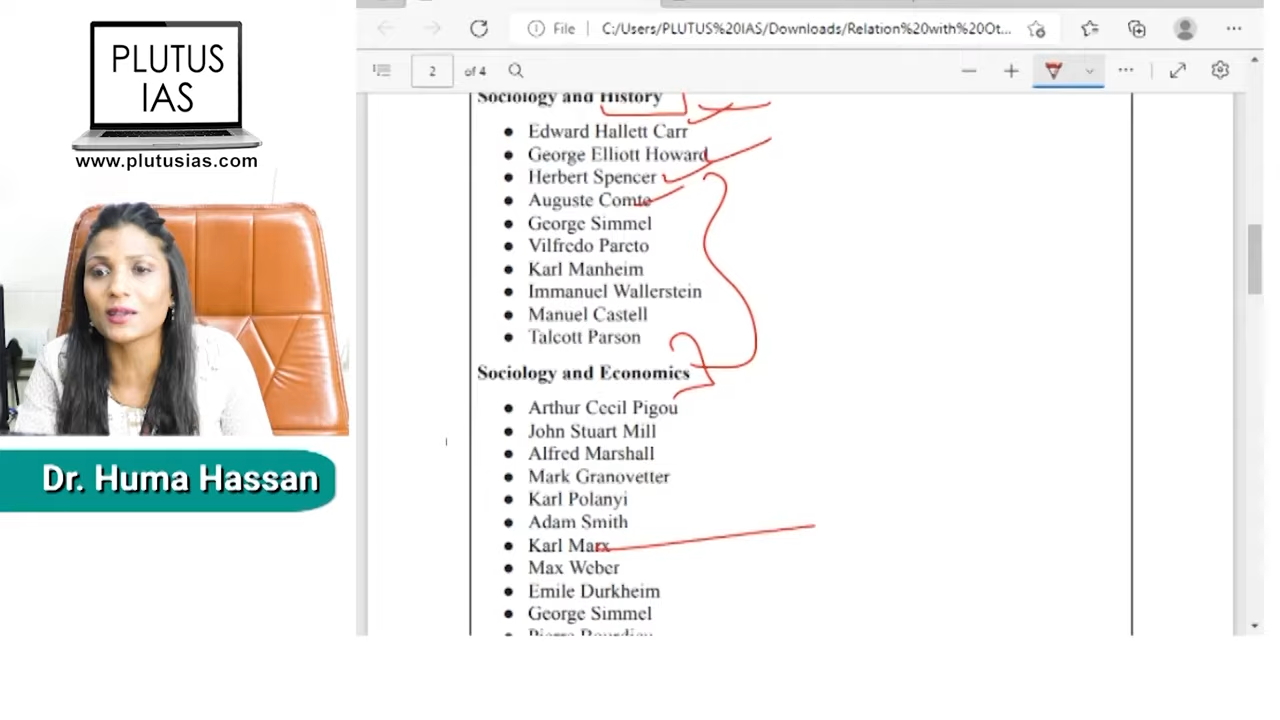 PLUTUS
IAS
www.plutusias.com
Dr. Huma Hassan
File
C:/Users/PLUTUS%20IAS/Downloads/Relation%20with%20Ot...
2
of 4
Sociology and History
Edward Hallett Carr
George Elliott Howard
Herbert Spencer
Auguste Comte
George Simmel
Vilfredo Pareto
Karl Manheim
Immanuel Wallerstein
Manuel Castell
Talcott Parson
Sociology and Economics
Arthur Cecil Pigou
John Stuart Mill
Alfred Marshall
Mark Granovetter
Karl Polanyi
Adam Smith
Karl Marx
Max Weber
Emile Durkheim
George Simmel
Pierre Bourdieu